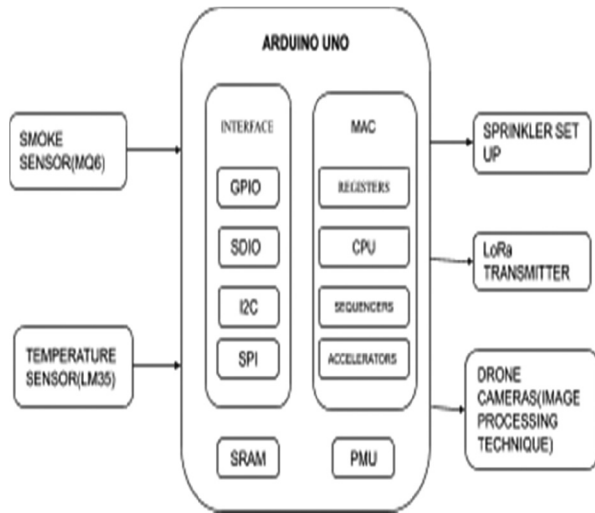 ARDUINO UNO
SMOKE
SENSOR(MQ6)
TEMPERATURE
SENSOR(LM35)
INTERFACE
GPIO
SDIO
I2C
SPI
MAC
REGISTERS
CPU
SEQUENCERS
ACCELERATORS
SRAM
PMU
SPRINKLER SET
UP
LoRa
TRANSMITTER
DRONE
CAMERAS(IMAGE
PROCESSING
TECHNIQUE)